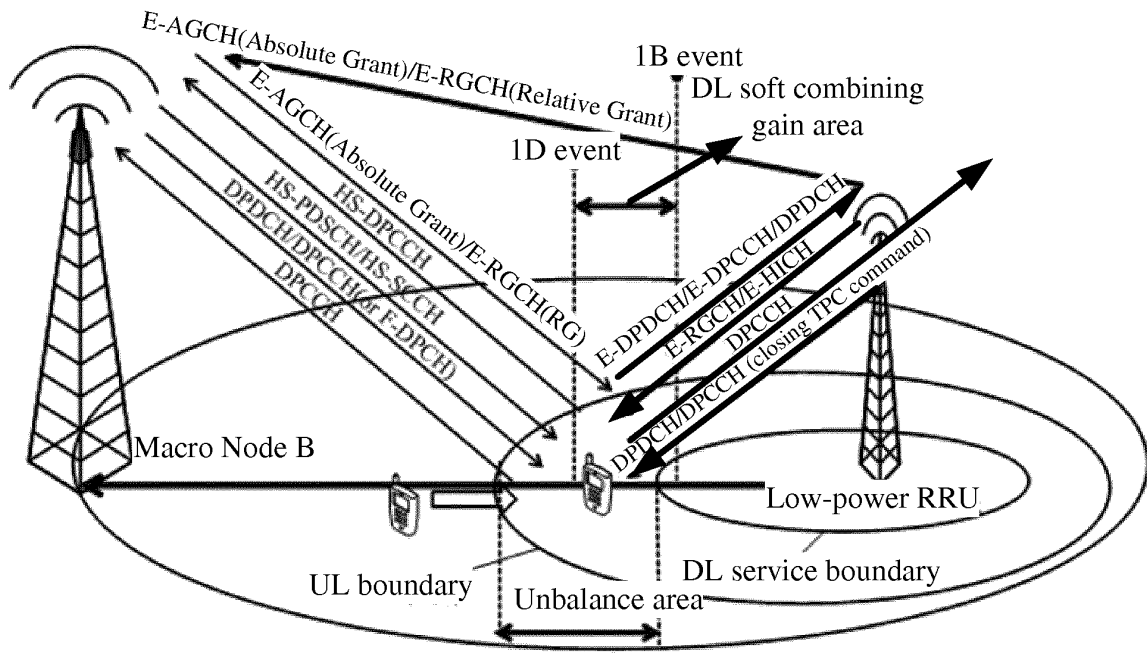 E-AGCH(Absolute Grant)/E-RGCH(Relative Grant)
1B event
DL soft combining
gain area
1D event
E-AGCH(Absolute Grant)/E-RGCH(RG)
HS-DPCCH
HS-PDSCH/HS-SCCH
DPDCH/DPCCH(or F-DPCH)
DPCCH
E-DPDCH/E-DPCCH/DPDCH
E-RGCH/E-HICH
DPCCH
DPDCH/DPCCH (closing TPC command)
Macro Node B
Low-power RRU
UL boundary
DL service boundary
Unbalance area